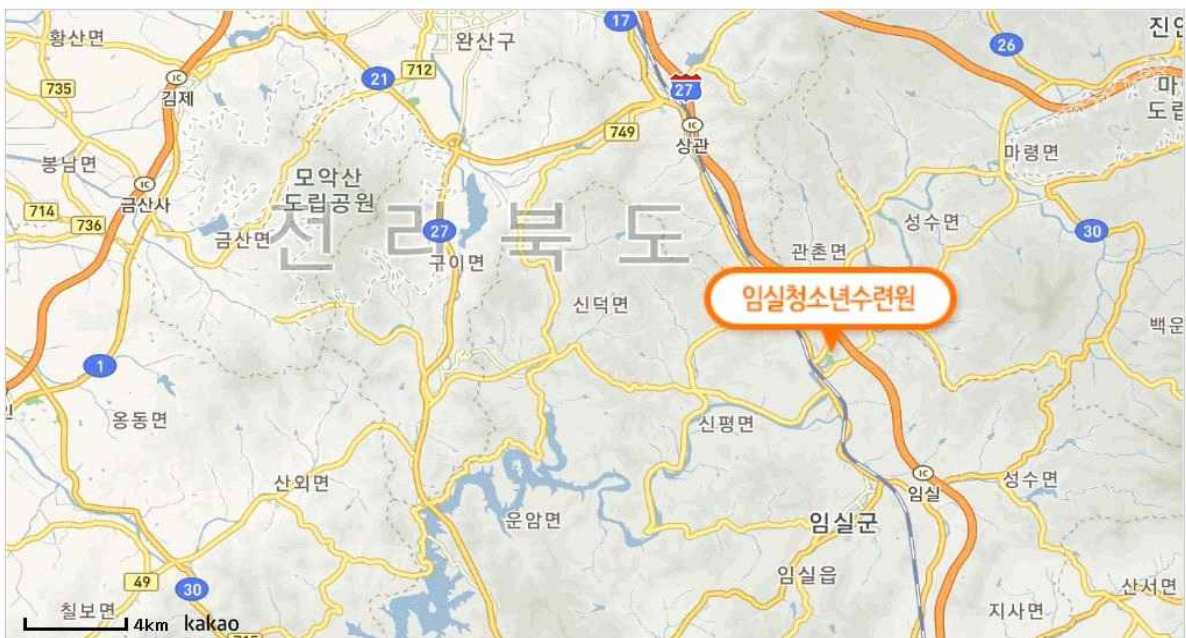 17
진안
황산면
완산구
26
712
21
735
김제
IC
27
마
도립
749
IC
상관
마령면
봉남면
모악산
도립공원
IC
금산사
714
736
금산면
27
구이면
전라북도
성수면
30
관촌면
신덕면
임실청소년수련원
백운
1
옹동면
신평면
산외면
IC
임실
성수면
운암면
임실군
임실읍
49
30
산서면
칠보면
지사면
4km kakao
715